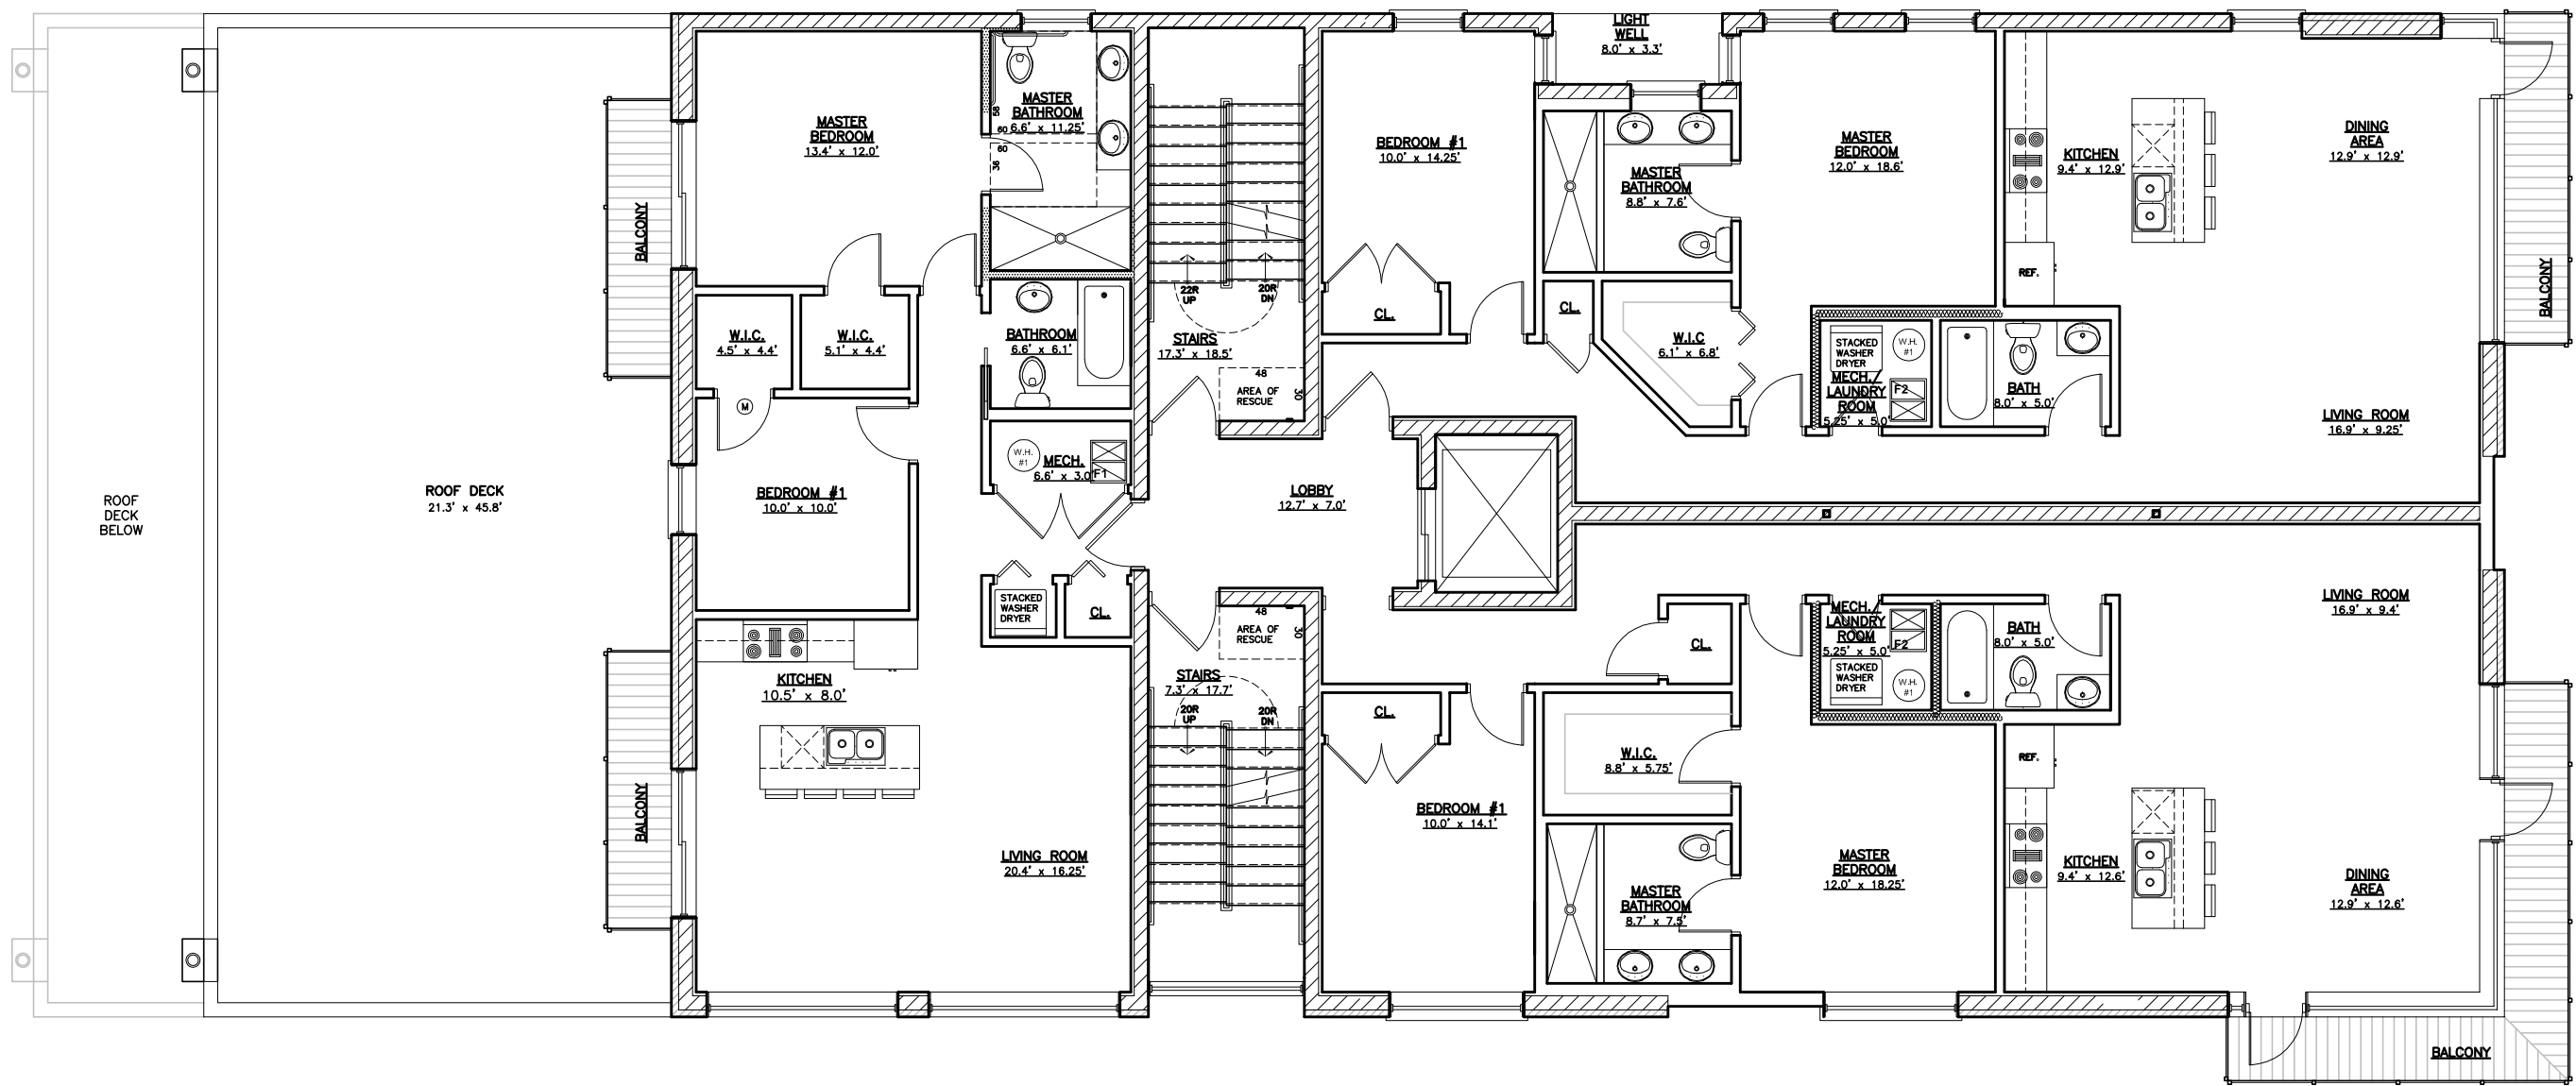 ROOF
DECK
BELOW
ROOF DECK
21.3' x 45.8'
BALCONY
BALCONY
MASTER
BEDROOM
13.4' x 12.0'
MASTER
BATHROOM
6.6' x 11.25'
58
60
60
36
W.I.C.
4.5' x 4.4'
W.I.C.
5.1' x 4.4'
BATHROOM
6.6' x 6.1'
M
BEDROOM #1
10.0' x 10.0'
W.H.
#1
MECH.
6.6' x 3.0'
F1
STACKED
WASHER
DRYER
CL.
KITCHEN
10.5' x 8.0'
LIVING ROOM
20.4' x 16.25'
22R
UP
20R
DN
STAIRS
17.3' x 18.5'
48
30
AREA OF
RESCUE
LOBBY
12.7' x 7.0'
48
30
AREA OF
RESCUE
STAIRS
7.3' x 17.7'
20R
UP
20R
DN
BEDROOM #1
10.0' x 14.25'
CL.
LIGHT
WELL
8.0' x 3.3'
MASTER
BATHROOM
8.8' x 7.6'
CL.
W.I.C
6.1' x 6.8'
MASTER
BEDROOM
12.0' x 18.6'
STACKED
WASHER
DRYER
W.H.
#1
MECH./
LAUNDRY
ROOM
5.25' x 5.0'
F2
BATH
8.0' x 5.0'
KITCHEN
9.4' x 12.9'
REF.
DINING
AREA
12.9' x 12.9'
LIVING ROOM
16.9' x 9.25'
BALCONY
CL.
BEDROOM #1
10.0' x 14.1'
CL.
W.I.C.
8.8' x 5.75'
MASTER
BATHROOM
8.7' x 7.5'
MASTER
BEDROOM
12.0' x 18.25'
MECH./
LAUNDRY
ROOM
5.25' x 5.0'
F2
STACKED
WASHER
DRYER
W.H.
#1
BATH
8.0' x 5.0'
REF.
KITCHEN
9.4' x 12.6'
LIVING ROOM
16.9' x 9.4'
DINING
AREA
12.9' x 12.6'
BALCONY